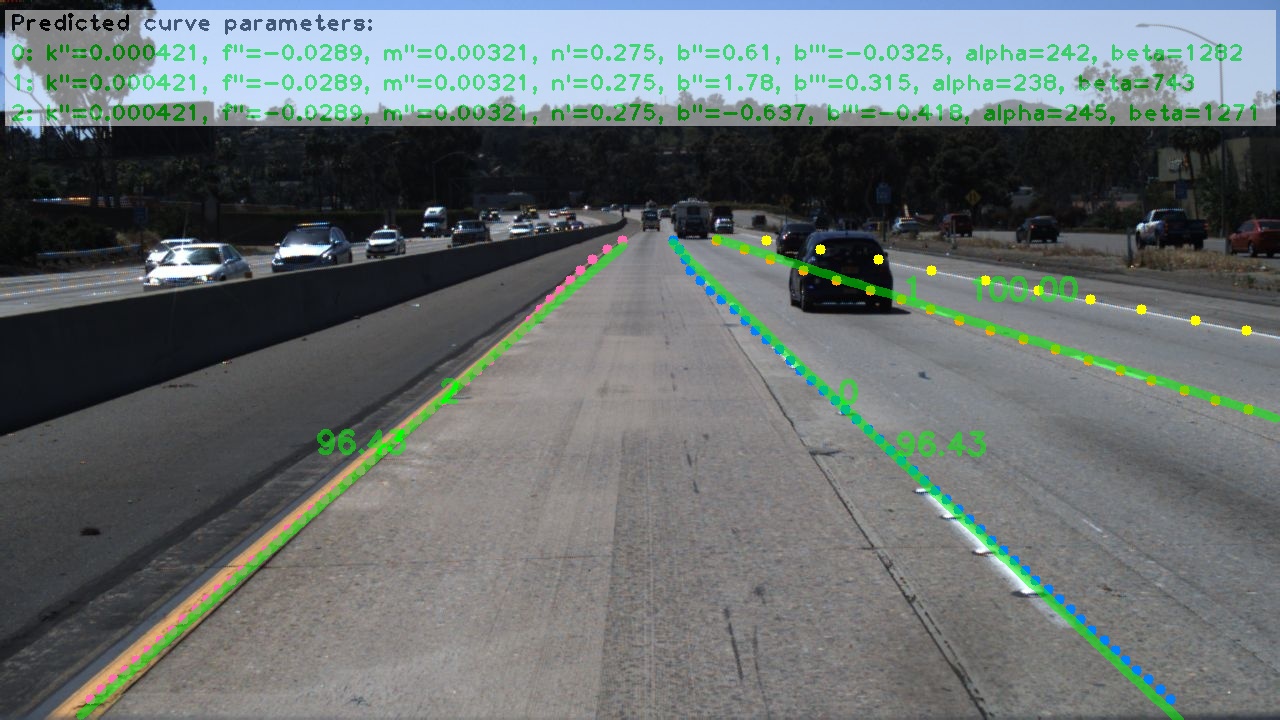 Predicted curve parameters:
0: k''=0.000421, f''=-0.0289, m''=0.00321, n'=0.275, b''=0.61, b'''=-0.0325, alpha=242, beta=1282
1: k''=0.000421, f''=-0.0289, m''=0.00321, n'=0.275, b''=1.78, b'''=0.315, alpha=238, beta=743
2: k''=0.000421, f''=-0.0289, m''=0.00321, n'=0.275, b''=-0.637, b'''=-0.418, alpha=245, beta=1271
1 100.00
2 0
96.43 96.43